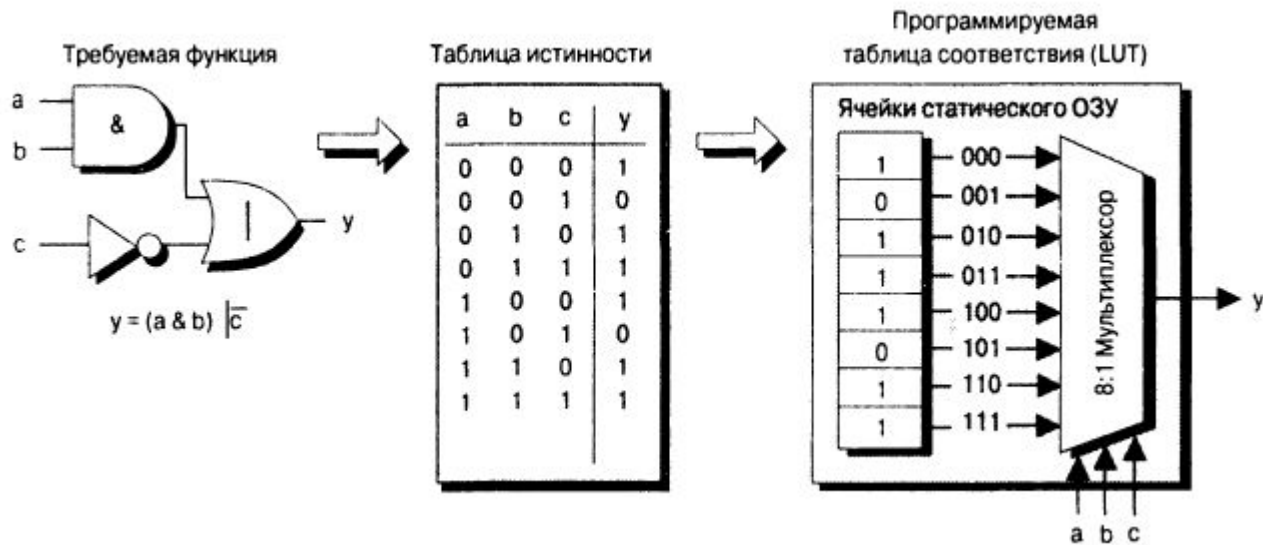 Требуемая функция
a
b
&
c
|
y
y = (a & b) | c̅
Таблица истинности
a b c y
0 0 0 1
0 0 1 0
0 1 0 1
0 1 1 1
1 0 0 1
1 0 1 0
1 1 0 1
1 1 1 1
Программируемая
таблица соответствия (LUT)
Ячейки статического ОЗУ
1 000
0 001
1 010
1 011
1 100
0 101
1 110
1 111
8:1 Мультиплексор
y
a b c